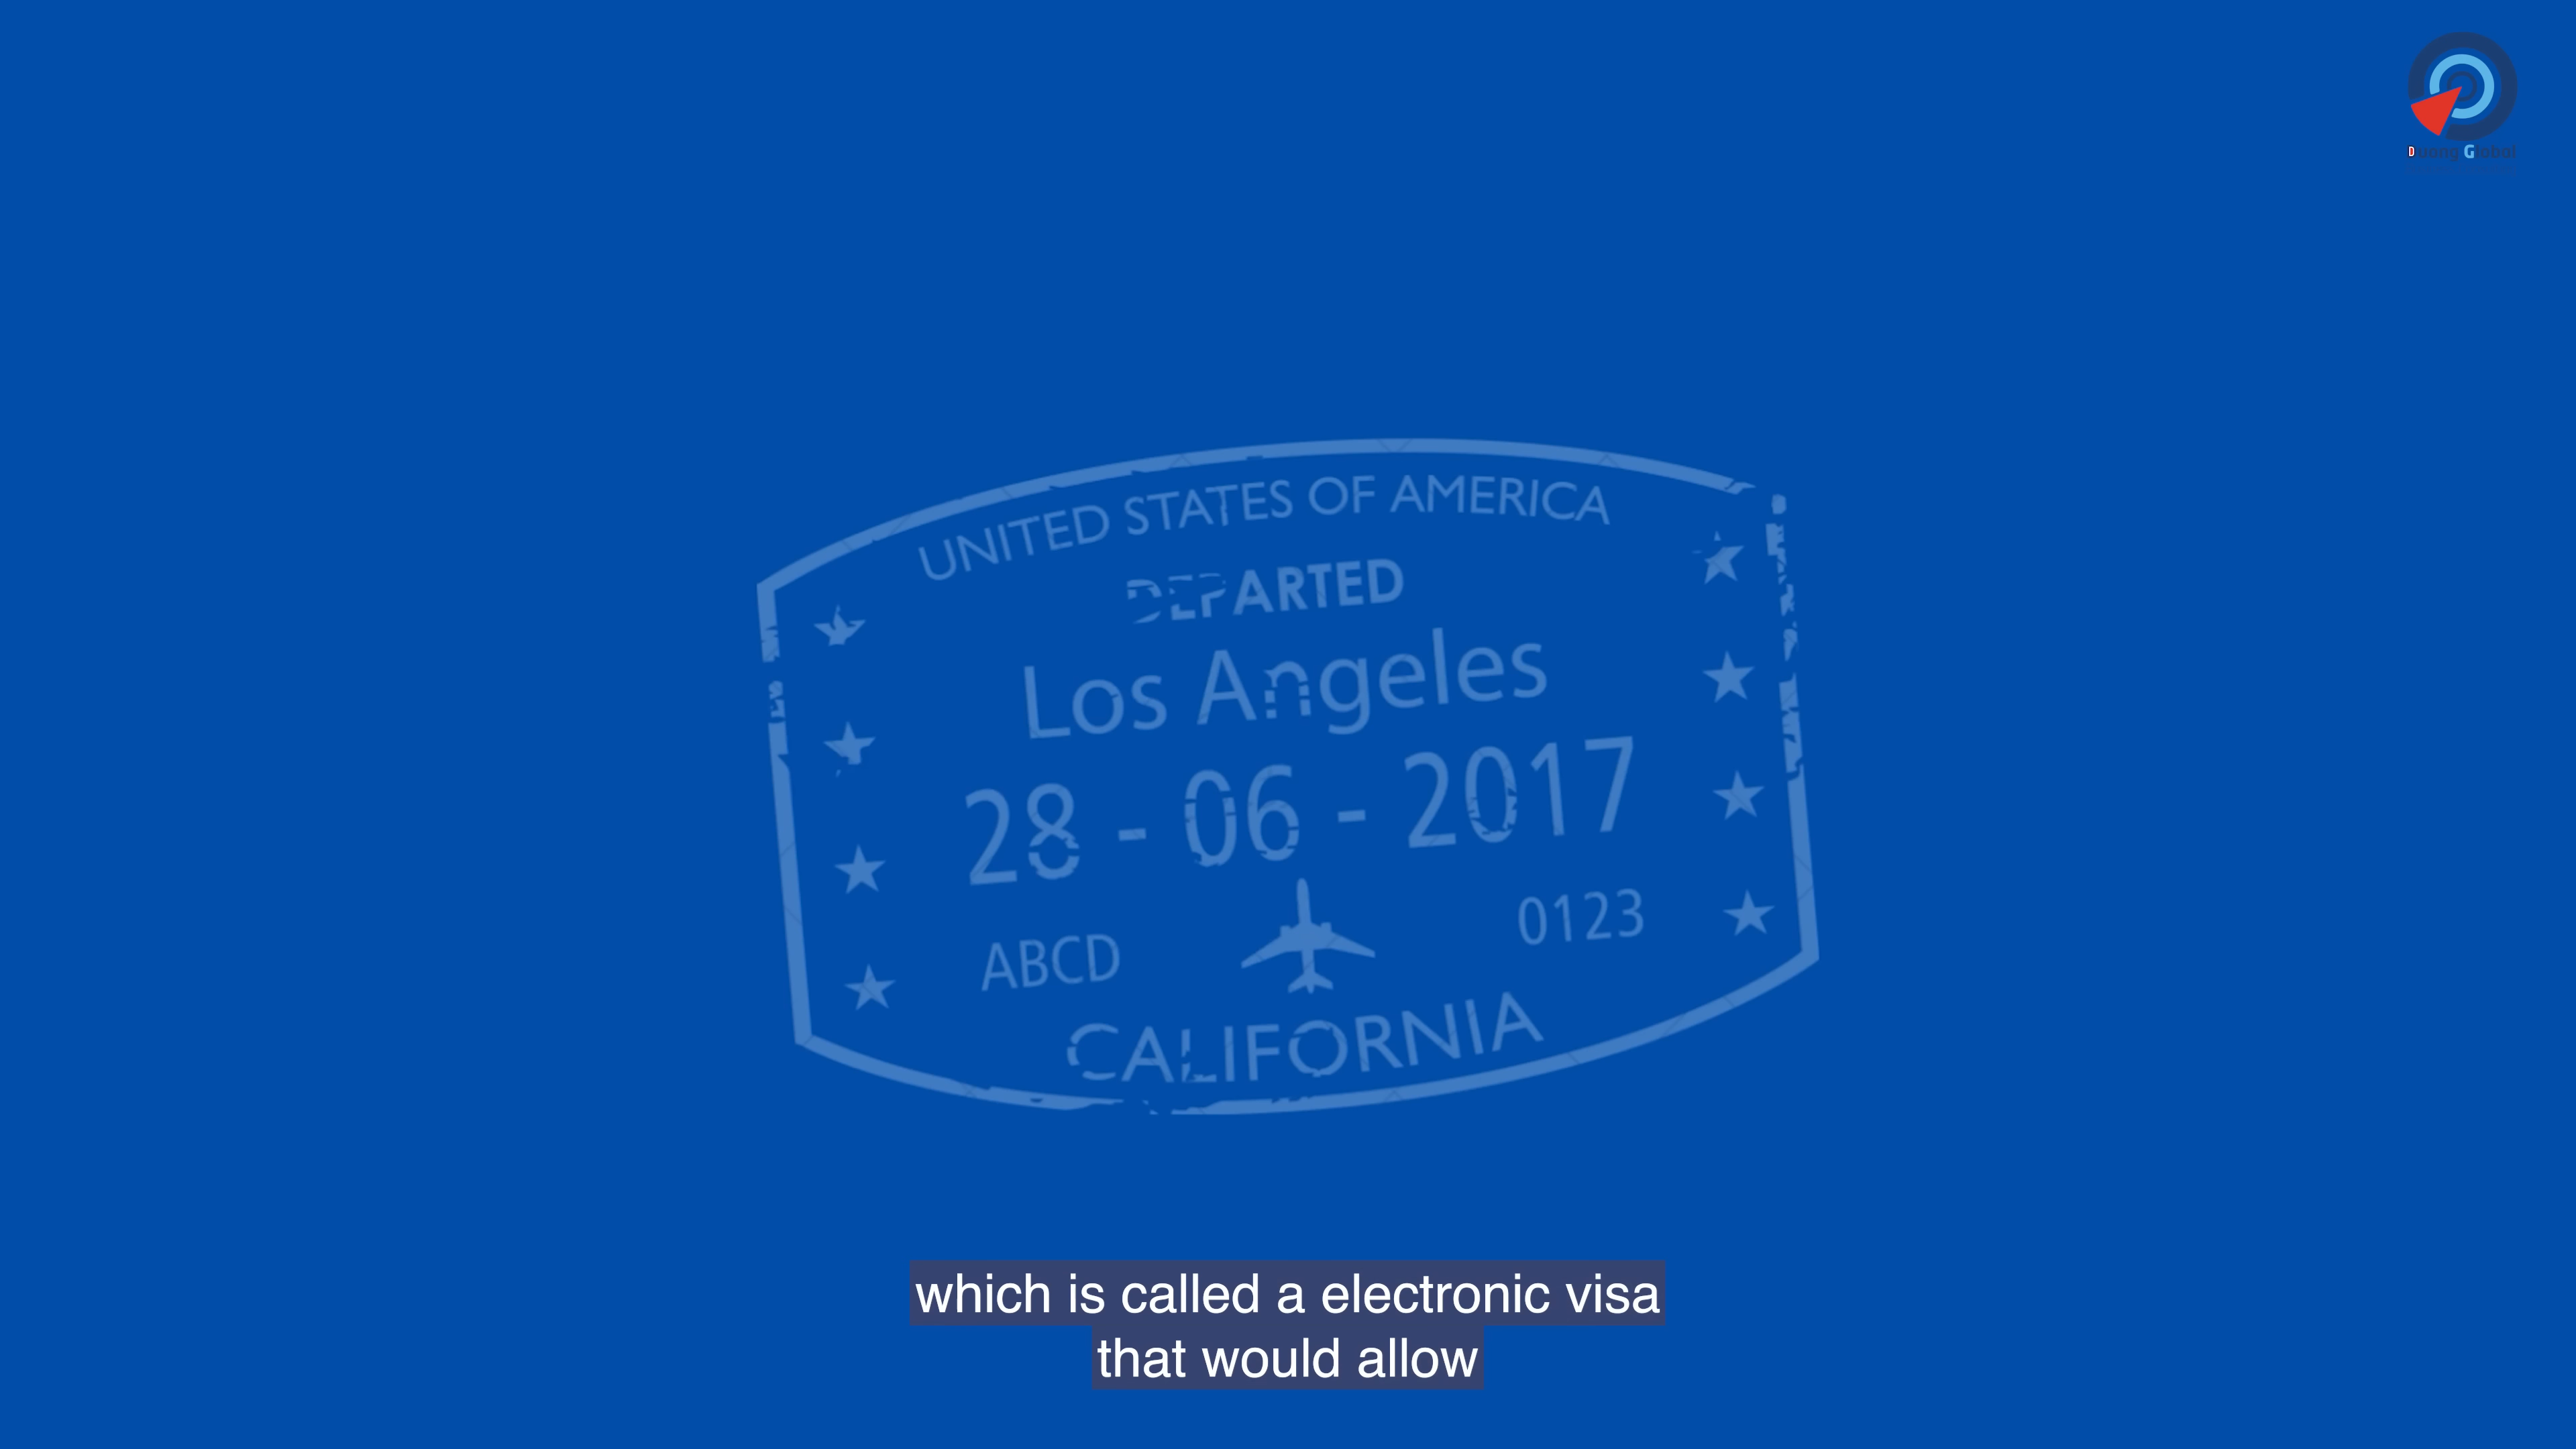 UNITED STATES OF AMERICA
DEPARTED
Los Angeles
28 - 06 - 2017
ABCD
0123
CALIFORNIA
which is called a electronic visa
that would allow